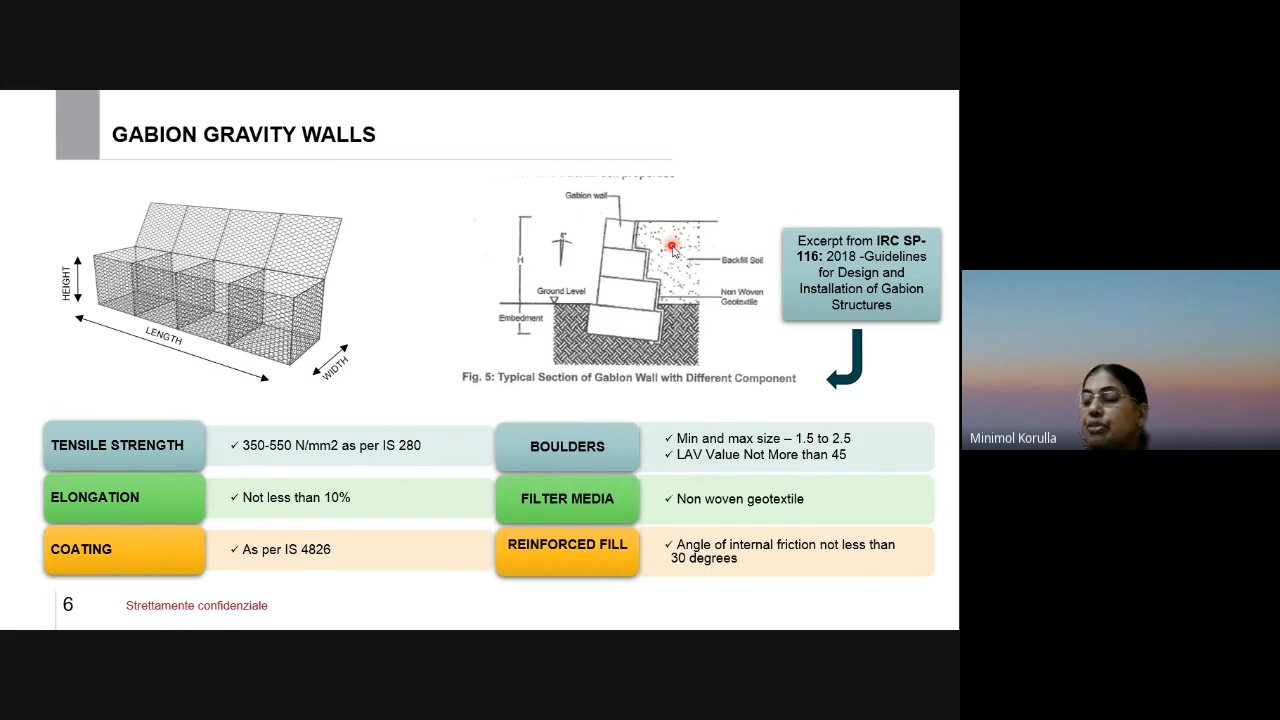 GABION GRAVITY WALLS
HEIGHT
LENGTH
WIDTH
Gabion wall
H
6°
Backfill Soil
Ground Level
Non Woven
Geotextile
Embedment
Fig. 5: Typical Section of Gabion Wall with Different Component
Excerpt from IRC SP-
116: 2018 -Guidelines
for Design and
Installation of Gabion
Structures
TENSILE STRENGTH
✓ 350-550 N/mm2 as per IS 280
ELONGATION
✓ Not less than 10%
COATING
✓ As per IS 4826
BOULDERS
✓ Min and max size – 1.5 to 2.5
✓ LAV Value Not More than 45
FILTER MEDIA
✓ Non woven geotextile
REINFORCED FILL
✓ Angle of internal friction not less than
30 degrees
6
Strettamente confidenziale
Minimol Korulla